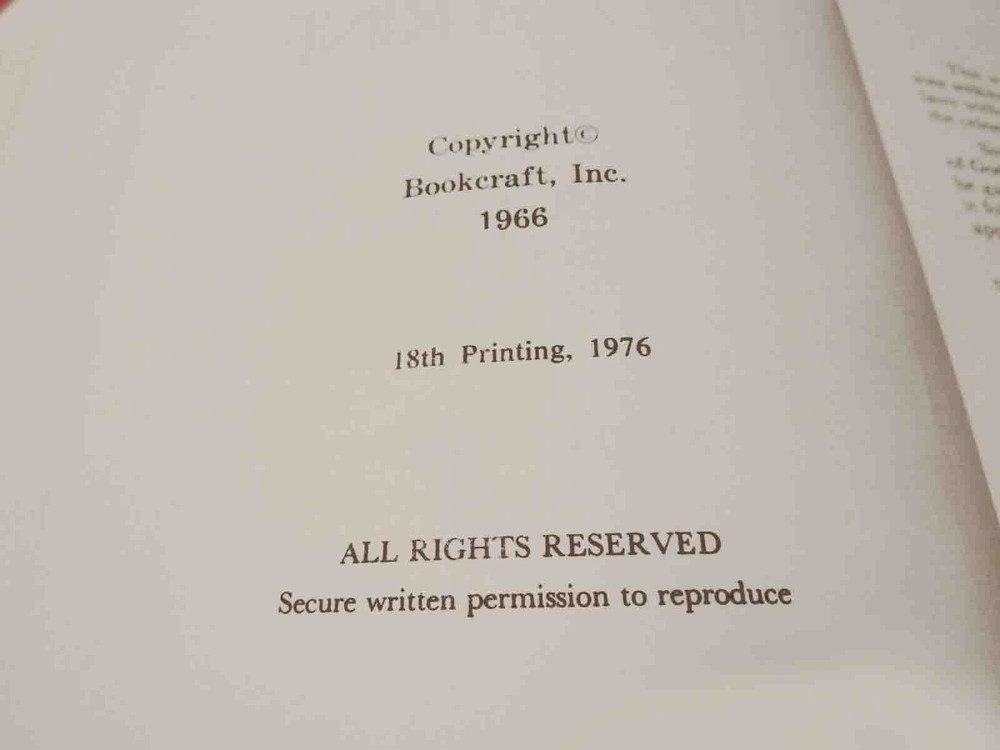 Copyright©
Bookcraft, Inc.
1966
18th Printing, 1976
ALL RIGHTS RESERVED
Secure written permission to reproduce